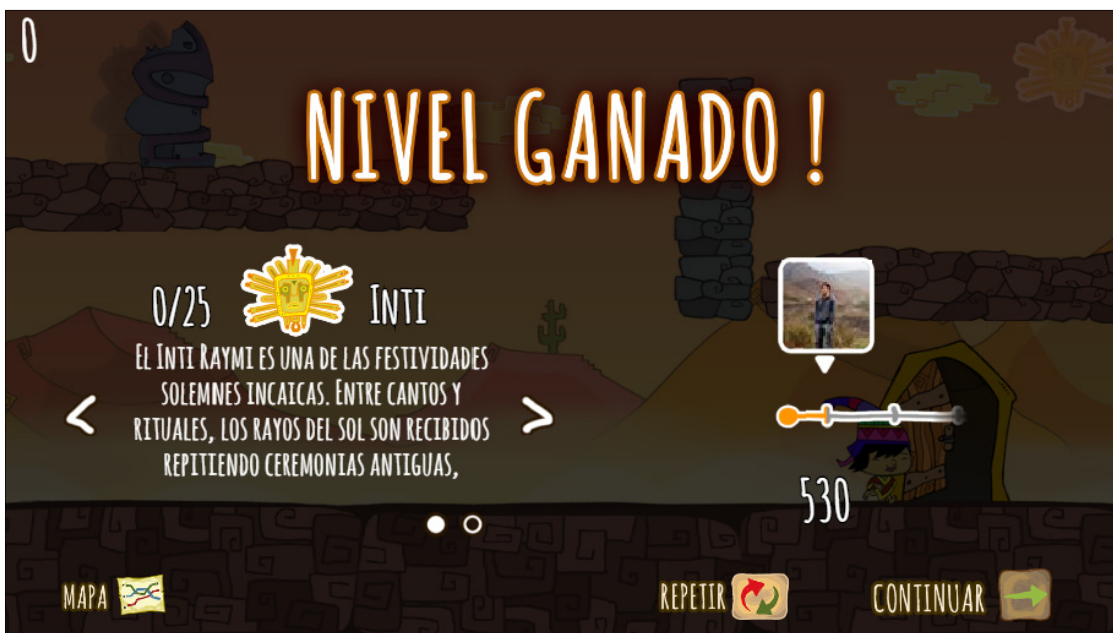 0
NIVEL GANADO !
0/25 INTI
EL INTI RAYMI ES UNA DE LAS FESTIVIDADES
SOLEMNES INCAICAS. ENTRE CANTOS Y
RITUALES, LOS RAYOS DEL SOL SON RECIBIDOS
REPITIENDO CEREMONIAS ANTIGUAS,
530
MAPA
REPETIR
CONTINUAR